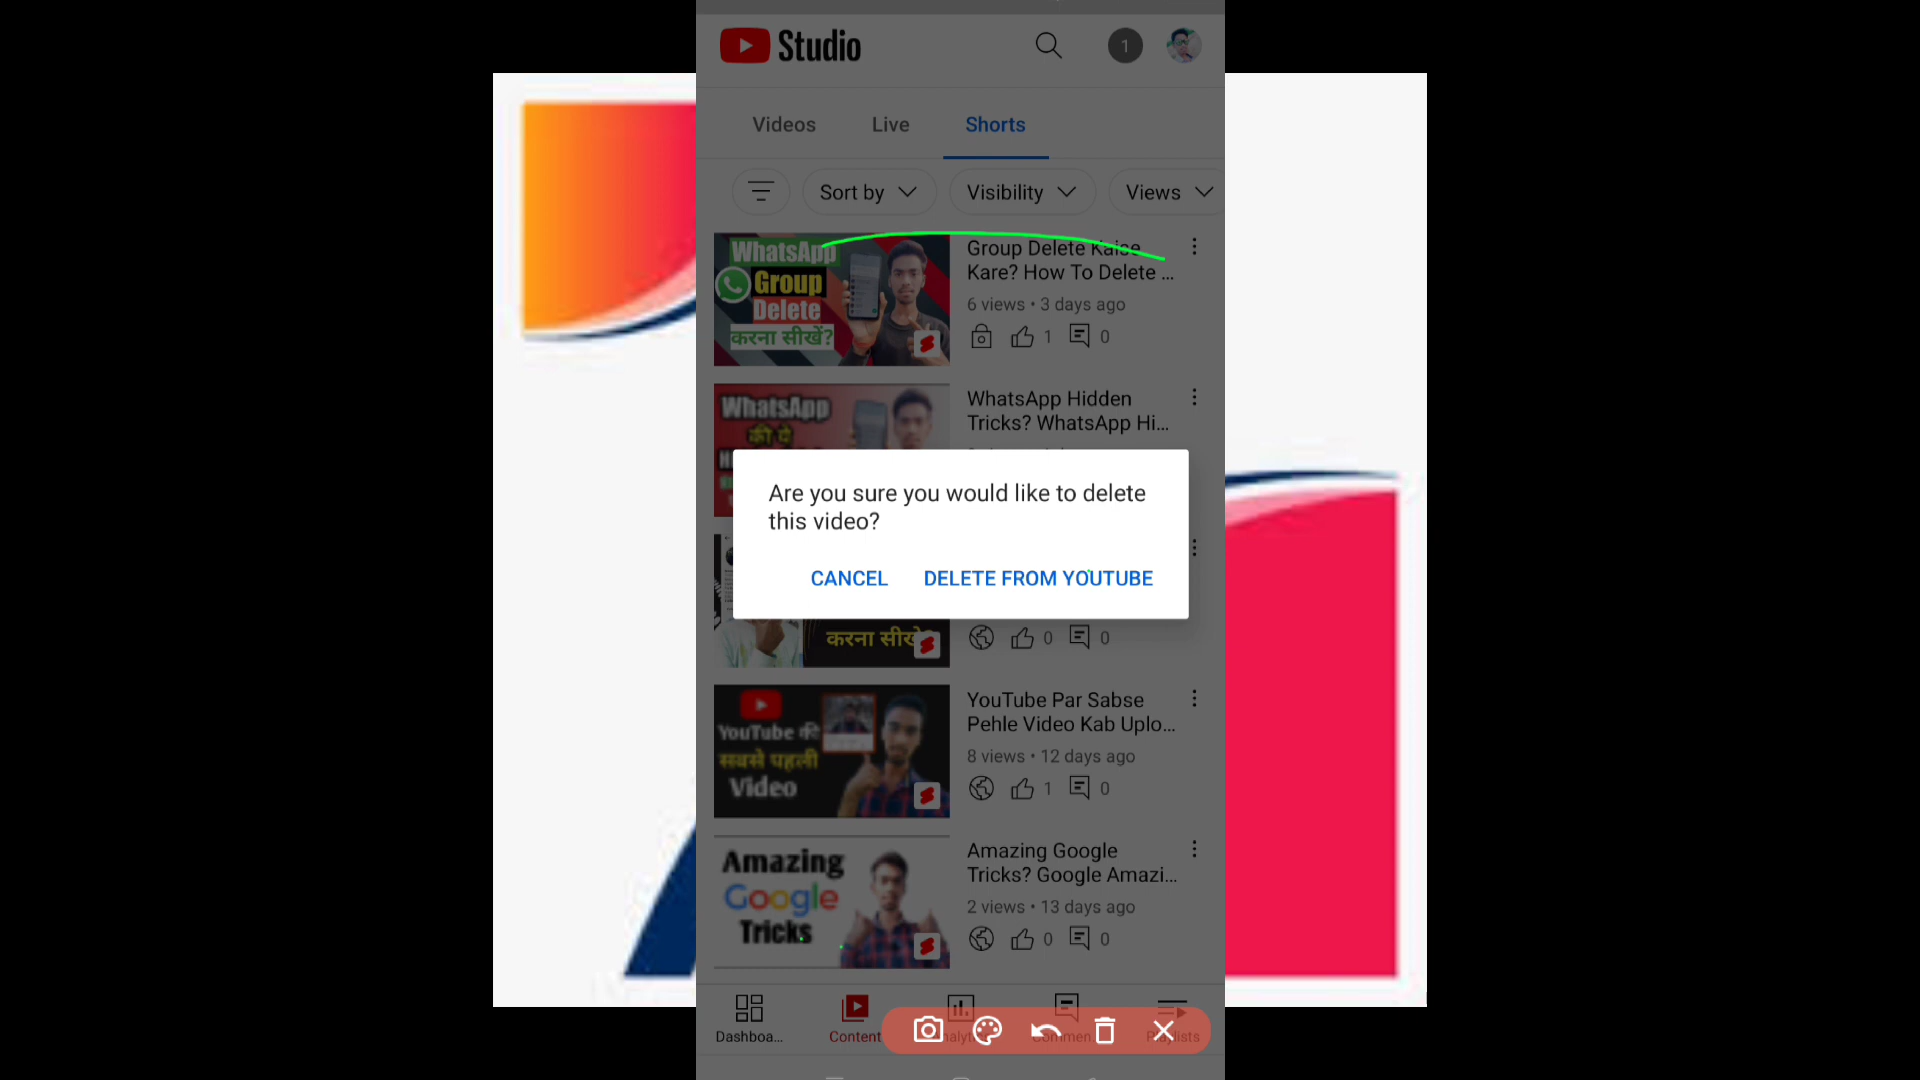 Studio
1
Videos
Live
Shorts
Sort by
Visibility
Views
WhatsApp
Group
Delete
करना सीखें?
Group Delete Kaise
Kare? How To Delete ...
6 views • 3 days ago
1
0
WhatsApp
की ये
WhatsApp Hidden
Tricks? WhatsApp Hi...
Are you sure you would like to delete
this video?
CANCEL
DELETE FROM YOUTUBE
करना सीखें
0
0
YouTube की
सबसे पहली
Video
YouTube Par Sabse
Pehle Video Kab Uplo...
8 views • 12 days ago
1
0
Amazing
Google
Tricks
Amazing Google
Tricks? Google Amazi...
2 views • 13 days ago
0
0
Dashboa...
Content
Playlists